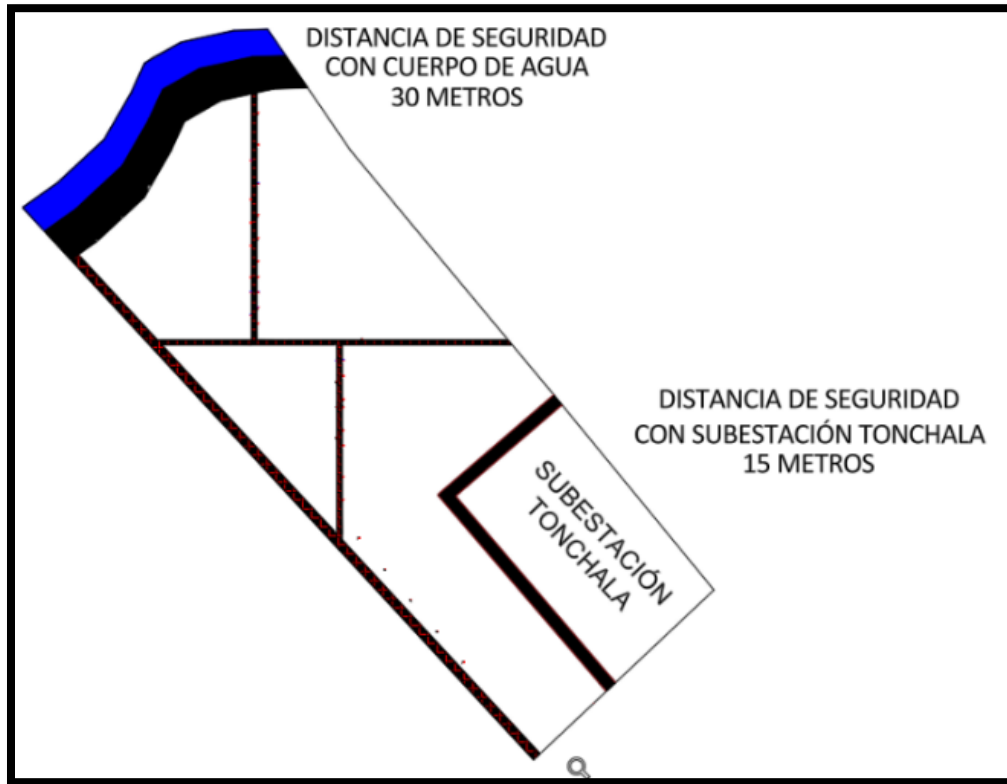 DISTANCIA DE SEGURIDAD
CON CUERPO DE AGUA
30 METROS
DISTANCIA DE SEGURIDAD
CON SUBESTACIÓN TONCHALA
15 METROS
SUBESTACIÓN
TONCHALA